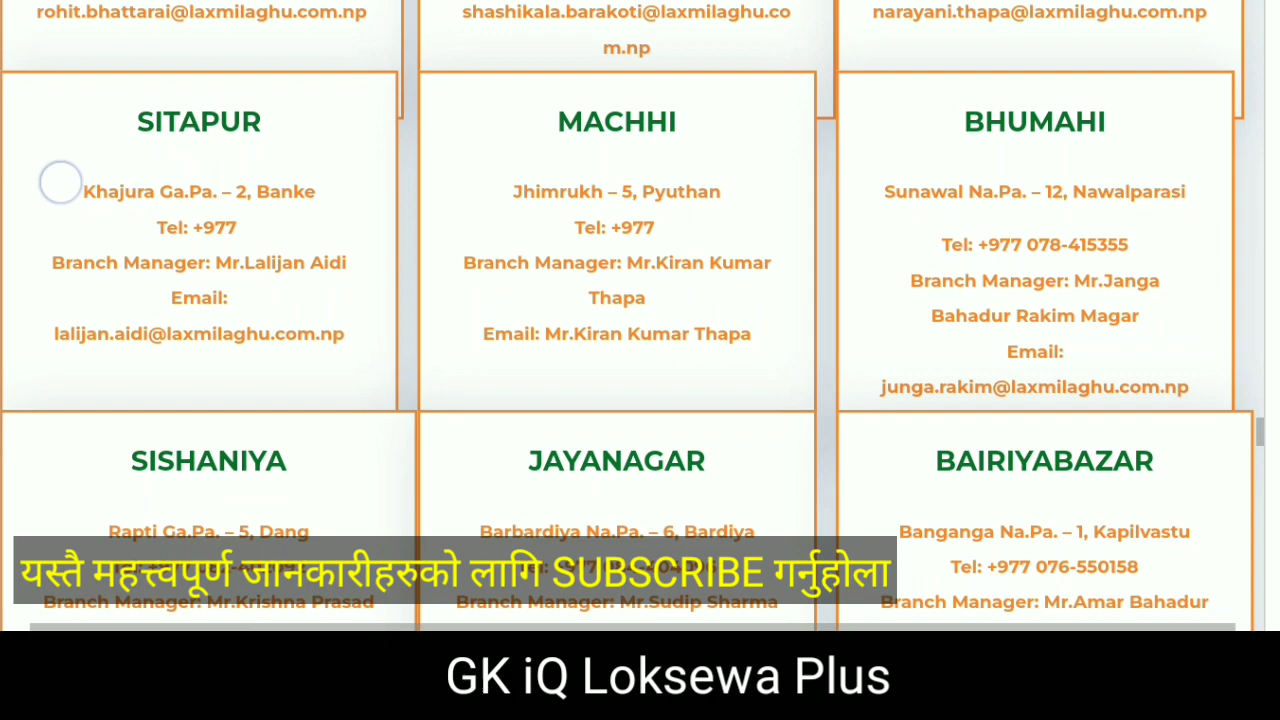 rohit.bhattarai@laxmilaghu.com.np
shashikala.barakoti@laxmilaghu.co
m.np
narayani.thapa@laxmilaghu.com.np
SITAPUR
Khajura Ga.Pa. – 2, Banke
Tel: +977
Branch Manager: Mr.Lalijan Aidi
Email:
lalijan.aidi@laxmilaghu.com.np
MACHHI
Jhimrukh – 5, Pyuthan
Tel: +977
Branch Manager: Mr.Kiran Kumar
Thapa
Email: Mr.Kiran Kumar Thapa
BHUMAHI
Sunawal Na.Pa. – 12, Nawalparasi
Tel: +977 078-415355
Branch Manager: Mr.Janga
Bahadur Rakim Magar
Email:
junga.rakim@laxmilaghu.com.np
SISHANIYA
Rapti Ga.Pa. – 5, Dang
Branch Manager: Mr.Krishna Prasad
JAYANAGAR
Barbardiya Na.Pa. – 6, Bardiya
Branch Manager: Mr.Sudip Sharma
BAIRIYABAZAR
Banganga Na.Pa. – 1, Kapilvastu
Tel: +977 076-550158
Branch Manager: Mr.Amar Bahadur
यस्तै महत्त्वपूर्ण जानकारीहरुको लागि SUBSCRIBE गर्नुहोला
GK iQ Loksewa Plus